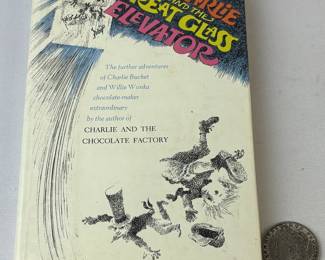 CHARLIE
AND THE
GREAT GLASS
ELEVATOR
The further adventures
of Charlie Bucket
and Willie Wonka
chocolate-maker
extraordinary
by the author of
CHARLIE AND THE
CHOCOLATE FACTORY